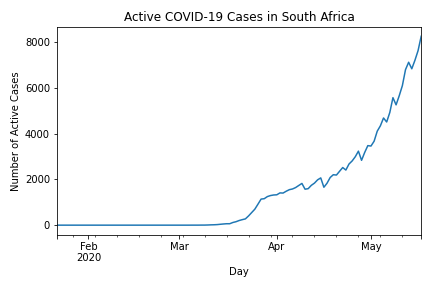 Active COVID-19 Cases in South Africa
Number of Active Cases
8000
6000
4000
2000
0
Feb
2020
Mar
Apr
May
Day